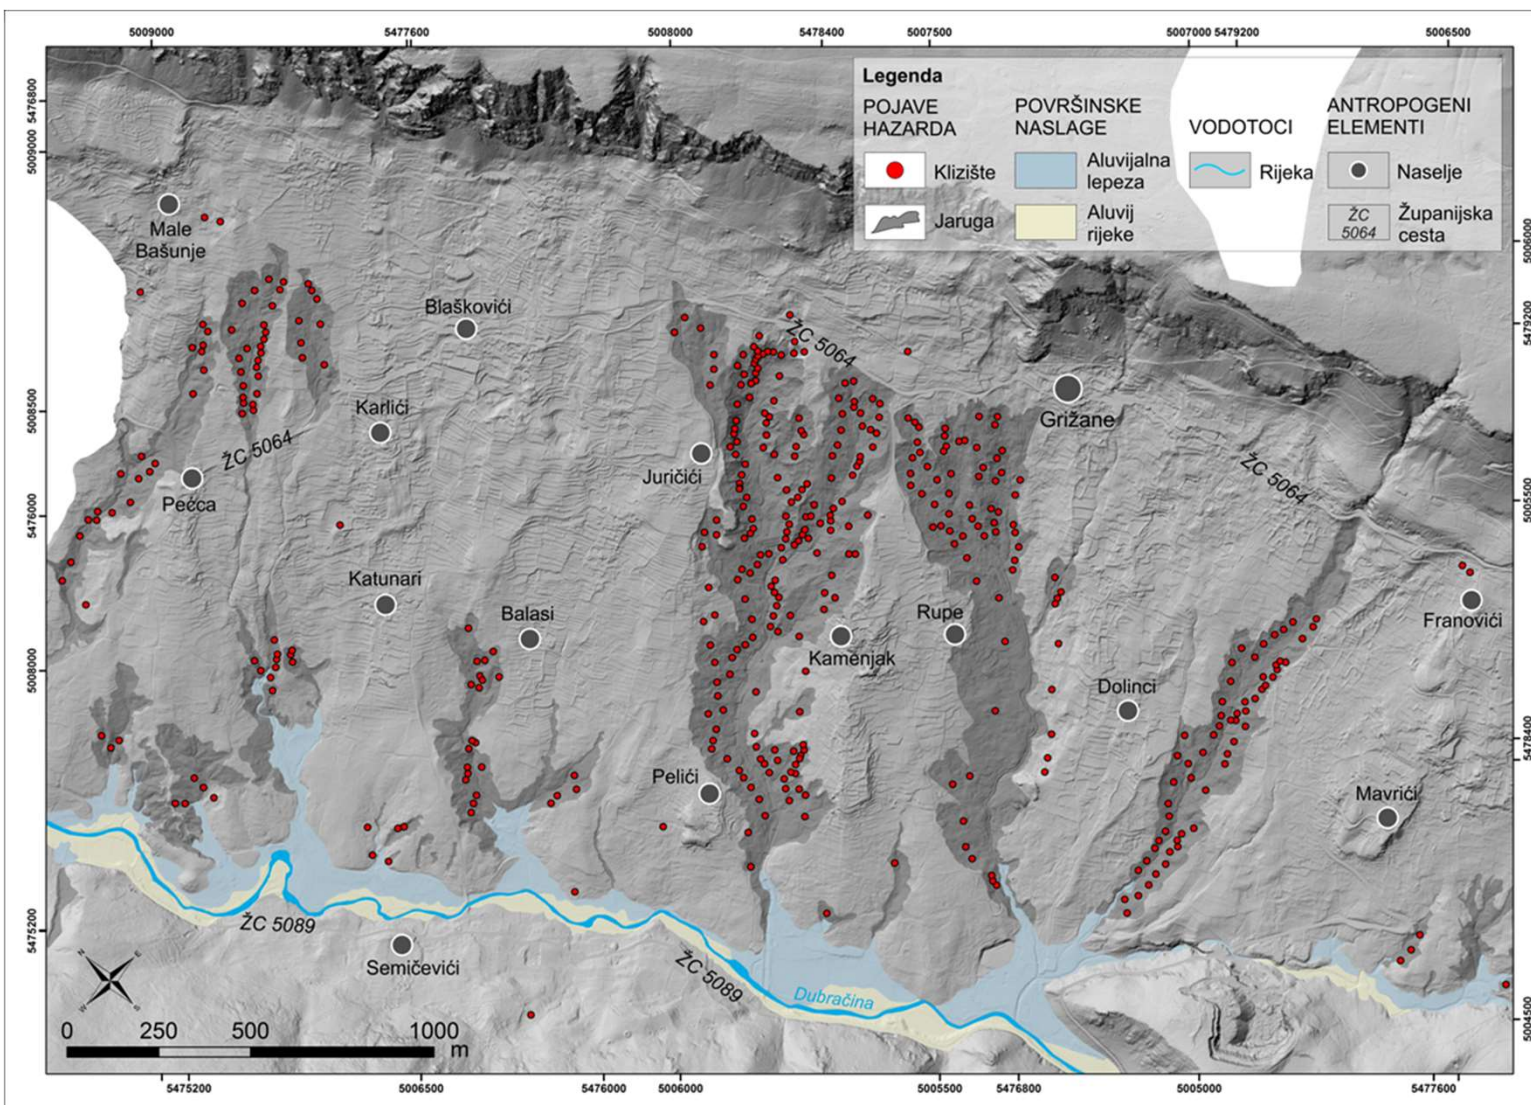 5009000
5477600
5008000
5478400
5007500
5007000
5479200
5006500
5476800
5009000
5008500
5476000
5008000
5475200
5006000
5479200
5005500
5478400
5004500
Legenda
POJAVE
HAZARDA
Klizište
Jaruga
POVRŠINSKE
NASLAGE
Aluvijalna
lepeza
Aluvij
rijeke
VODOTOCI
Rijeka
ANTROPOGENI
ELEMENTI
Naselje
ŽC
5064
Županijska
cesta
Male
Bašunje
Blaškovići
ŽC 5064
Grižane
Karlići
ŽC 5064
Juričići
ŽC 5064
Pećca
Katunari
Balasi
Rupe
Franovići
Kamenjak
Dolinci
Pelići
Mavrići
ŽC 5089
Semičevići
ŽC 5089
Dubračina
N
E
W
S
0
250
500
1000
m
5475200
5006500
5476000
5006000
5005500
5476800
5005000
5477600